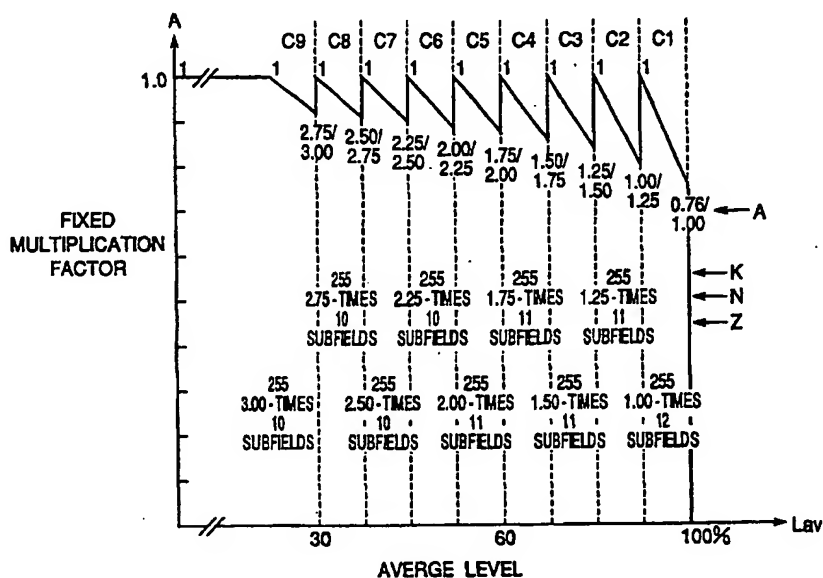 A
C9 C8 C7 C6 C5 C4 C3 C2 C1
1 1 1 1 1 1 1 1 1 1
1.0
2.75/
3.00
2.50/
2.75
2.25/
2.50
2.00/
2.25
1.75/
2.00
1.50/
1.75
1.25/
1.50
1.00/
1.25
0.76/
1.00
A
FIXED
MULTIPLICATION
FACTOR
K
N
Z
255
2.75-TIMES
10
SUBFIELDS
255
2.25-TIMES
10
SUBFIELDS
255
1.75-TIMES
11
SUBFIELDS
255
1.25-TIMES
11
SUBFIELDS
255
3.00-TIMES
10
SUBFIELDS
255
2.50-TIMES
10
SUBFIELDS
255
2.00-TIMES
11
SUBFIELDS
255
1.50-TIMES
11
SUBFIELDS
255
1.00-TIMES
12
SUBFIELDS
30 60 100%
Lav
AVERGE LEVEL